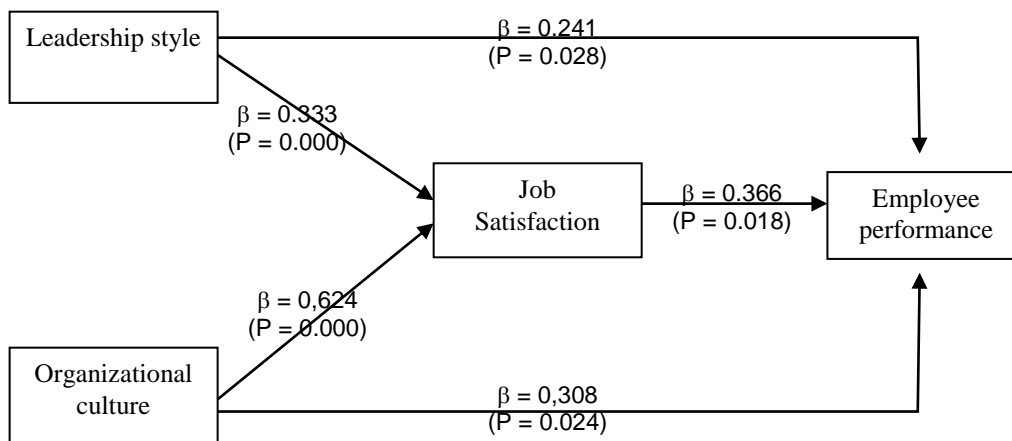 Leadership style
β = 0.241
(P = 0.028)
β = 0.333
(P = 0.000)
Job
Satisfaction
β = 0.366
(P = 0.018)
Employee
performance
β = 0,624
(P = 0.000)
Organizational
culture
β = 0,308
(P = 0.024)